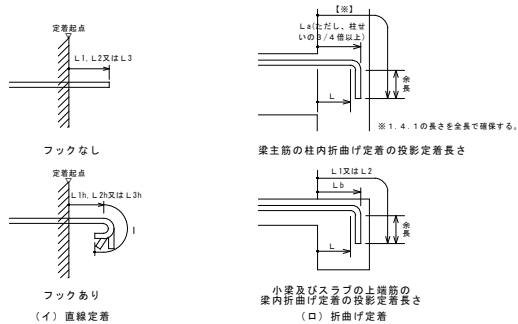 定着起点
L1, L2又はL3
フックなし
【※】
La(ただし、柱せ
いの3/4倍以上)
余長
L
※1.4.1の長さを全長で確保する。
梁主筋の柱内折曲げ定着の投影定着長さ
定着起点
L1h, L2h又はL3h
l
フックあり
(イ)直線定着
L1又はL2
Lb
余長
L
小梁及びスラブの上端筋の
梁内折曲げ定着の投影定着長さ
(ロ)折曲げ定着